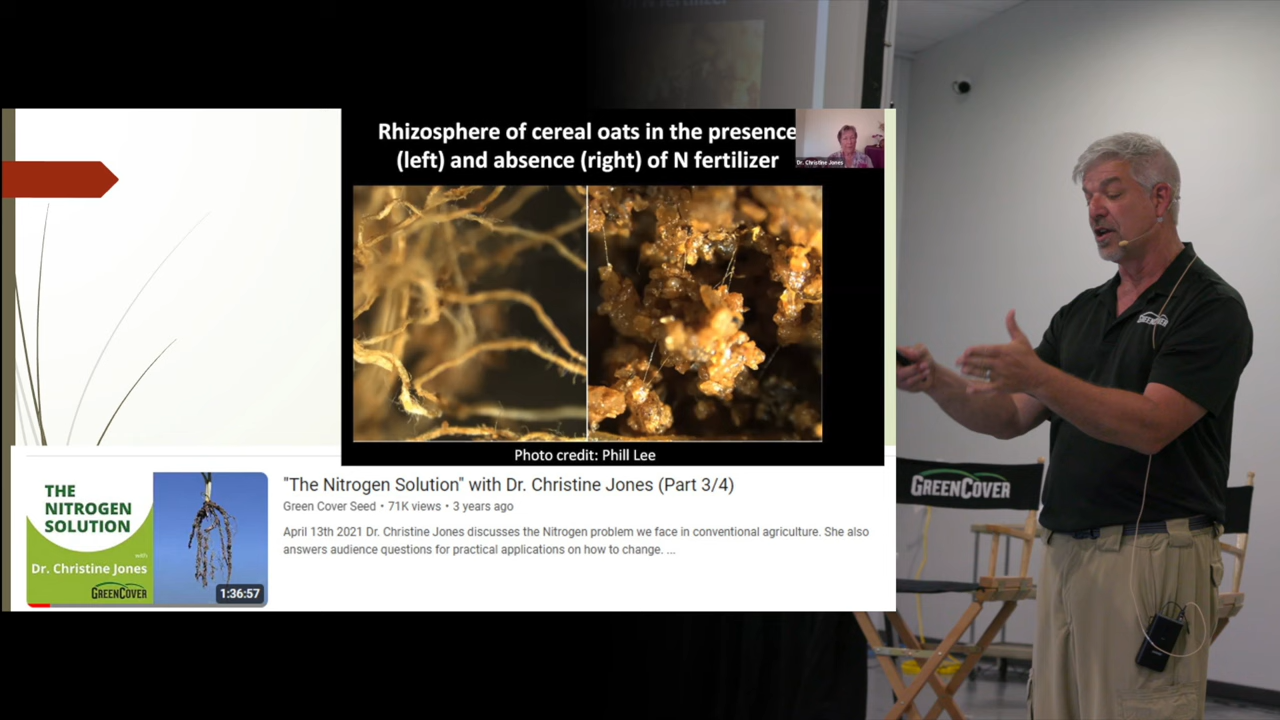 Rhizosphere of cereal oats in the presence
(left) and absence (right) of N fertilizer
Dr. Christine Jones
Photo credit: Phill Lee
THE
NITROGEN
SOLUTION
with
Dr. Christine Jones
GREENCOVER
1:36:57
"The Nitrogen Solution" with Dr. Christine Jones (Part 3/4)
Green Cover Seed • 71K views • 3 years ago
April 13th 2021 Dr. Christine Jones discusses the Nitrogen problem we face in conventional agriculture. She also
answers audience questions for practical applications on how to change. ...
GREENCOVER
GREENCOVER